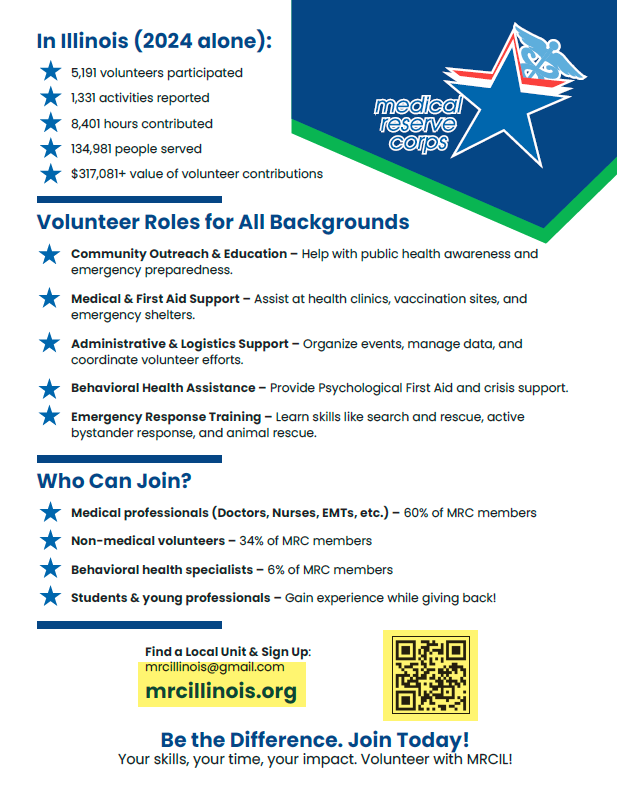 In Illinois (2024 alone):
5,191 volunteers participated
1,331 activities reported
8,401 hours contributed
134,981 people served
$317,081+ value of volunteer contributions
medical
reserve
corps
Volunteer Roles for All Backgrounds
Community Outreach & Education – Help with public health awareness and
emergency preparedness.
Medical & First Aid Support – Assist at health clinics, vaccination sites, and
emergency shelters.
Administrative & Logistics Support – Organize events, manage data, and
coordinate volunteer efforts.
Behavioral Health Assistance – Provide Psychological First Aid and crisis support.
Emergency Response Training – Learn skills like search and rescue, active
bystander response, and animal rescue.
Who Can Join?
Medical professionals (Doctors, Nurses, EMTs, etc.) – 60% of MRC members
Non-medical volunteers – 34% of MRC members
Behavioral health specialists – 6% of MRC members
Students & young professionals – Gain experience while giving back!
Find a Local Unit & Sign Up:
mrcillinois@gmail.com
mrcillinois.org
Be the Difference. Join Today!
Your skills, your time, your impact. Volunteer with MRCIL!